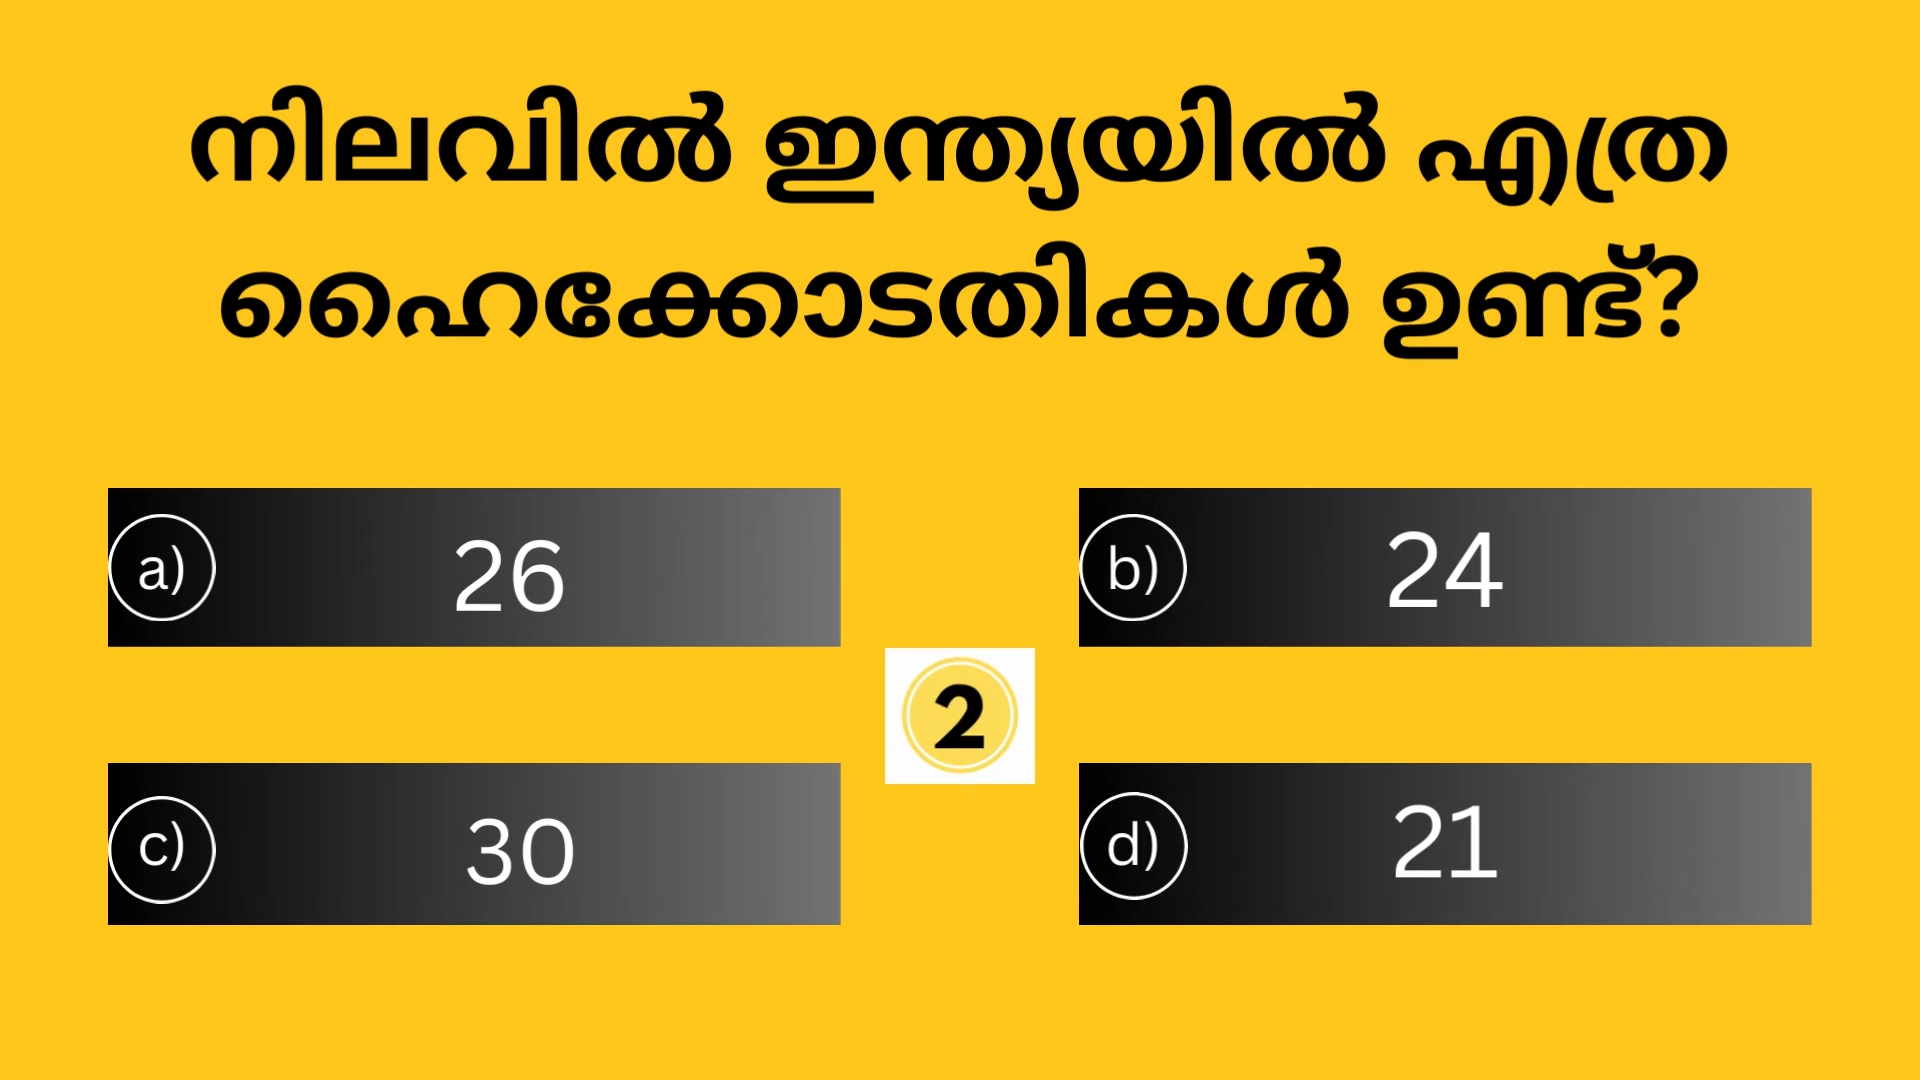 നിലവിൽ ഇന്ത്യയിൽ എത്ര
ഹൈക്കോടതികൾ ഉണ്ട്?
a) 26
b) 24
2
c) 30
d) 21